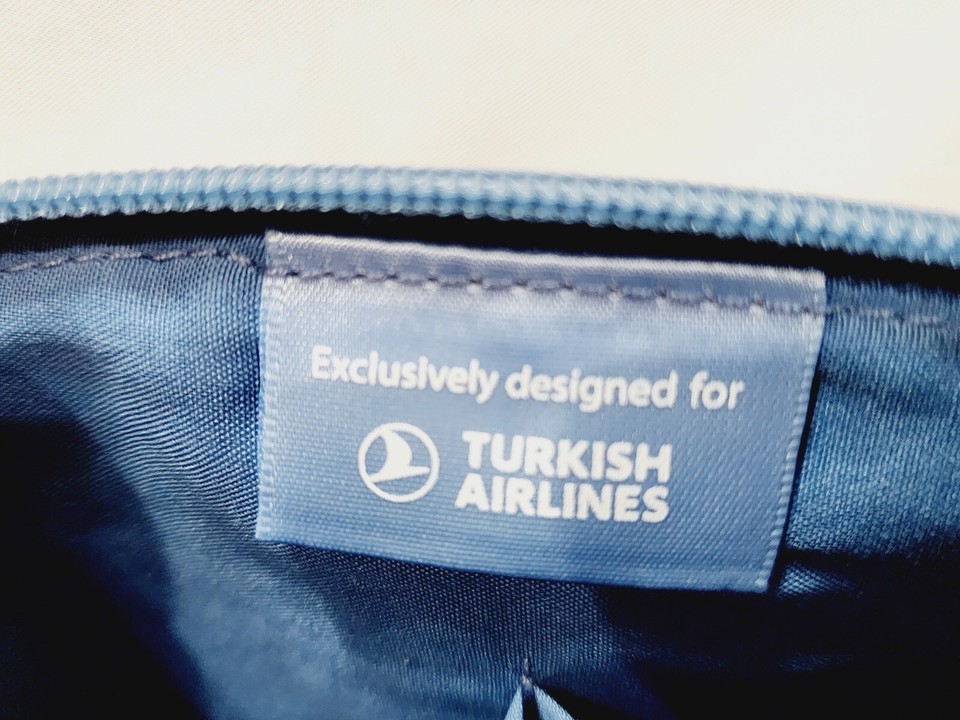 Exclusively designed for
TURKISH
AIRLINES